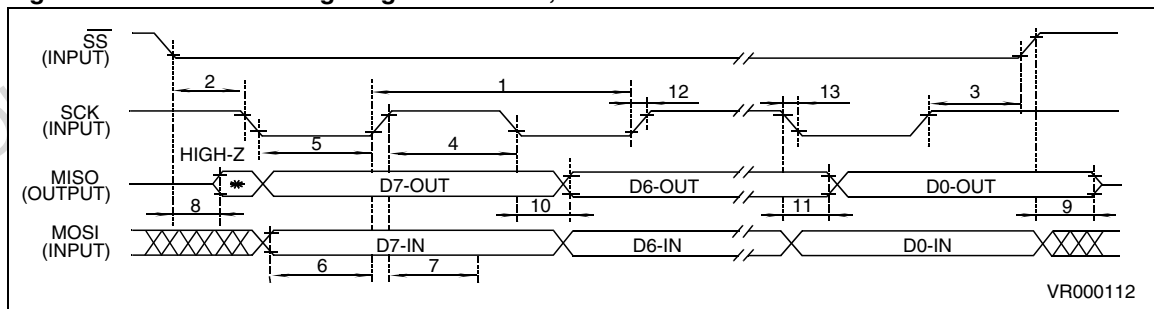 SS
(INPUT)
2
1
12
13
3
SCK
(INPUT)
5
4
HIGH-Z
MISO
(OUTPUT)
D7-OUT
D6-OUT
D0-OUT
8
10
11
9
MOSI
(INPUT)
D7-IN
D6-IN
D0-IN
6
7
VR000112